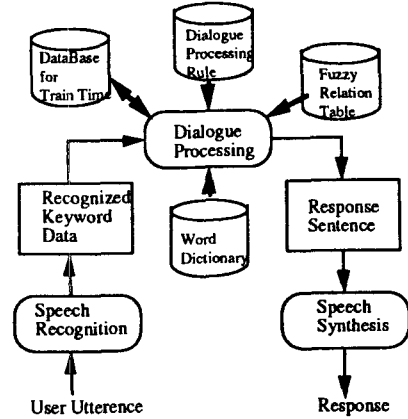 DataBase
for
Train Time
Dialogue
Processing
Rule
Fuzzy
Relation
Table
Dialogue
Processing
Recognized
Keyword
Data
Word
Dictionary
Response
Sentence
Speech
Recognition
Speech
Synthesis
User Utterence
Response